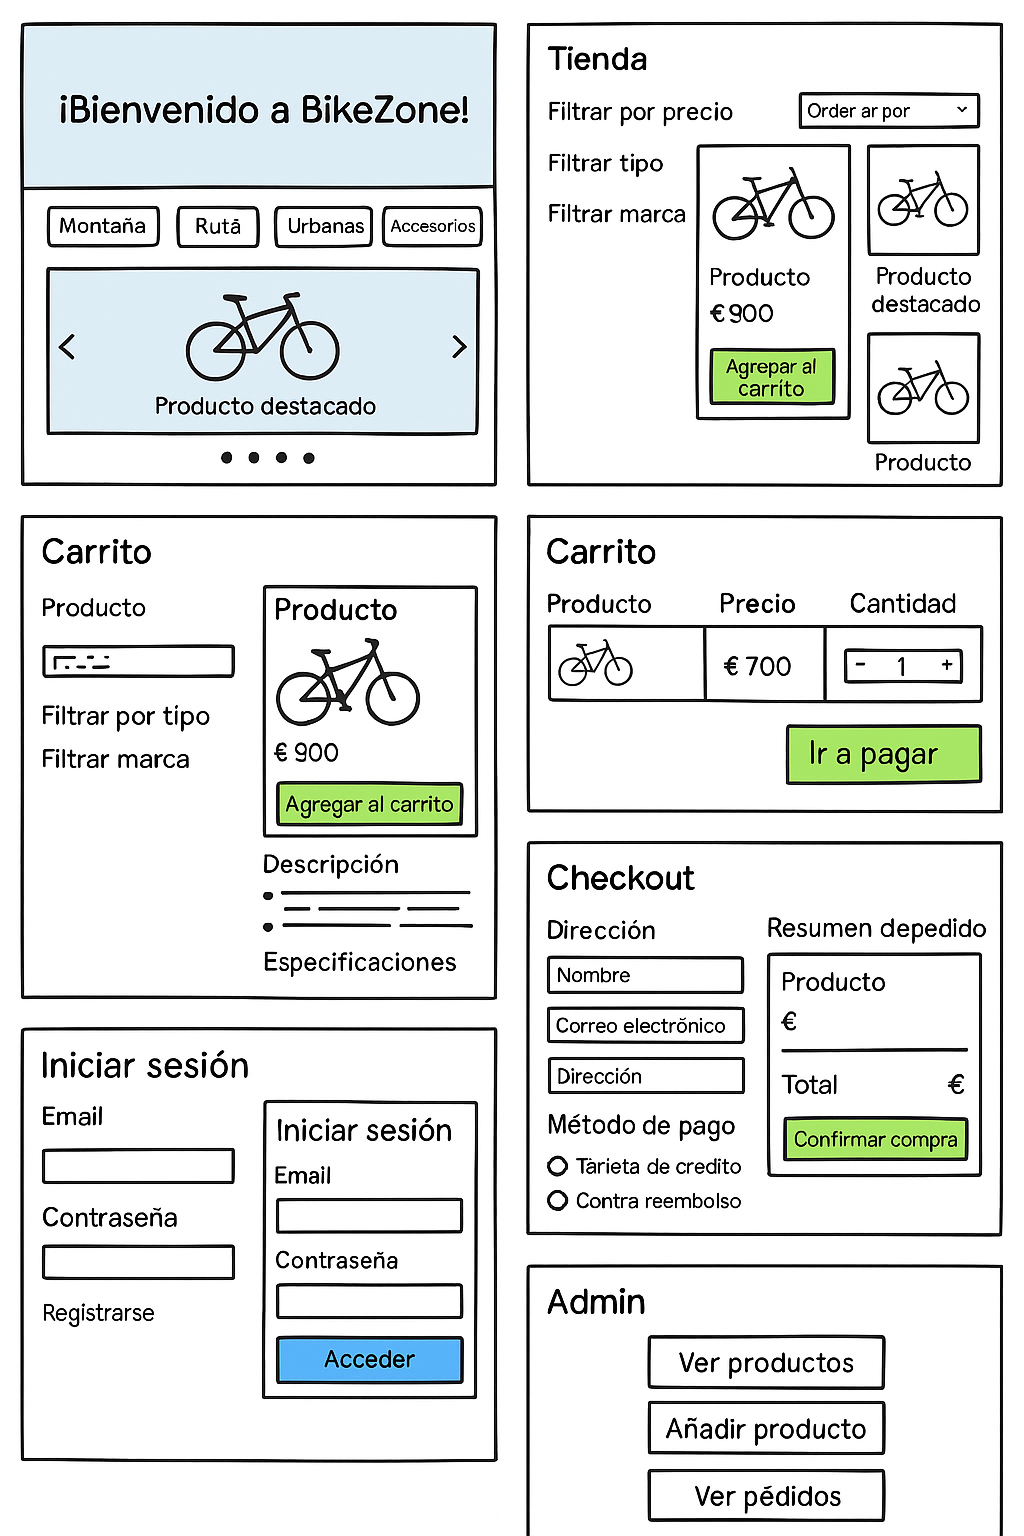 ¡Bienvenido a BikeZone!
Montaña
Rutā
Urbanas
Accesorios
Producto destacado
Tienda
Filtrar por precio
Order ar por
Filtrar tipo
Filtrar marca
Producto
€900
Agrepar al
carrito
Producto
destacado
Producto
Carrito
Producto
Filtrar por tipo
Filtrar marca
Producto
€ 900
Agregar al carrito
Descripción
Especificaciones
Carrito
Producto
Precio
Cantidad
€ 700
- 1 +
Ir a pagar
Checkout
Dirección
Nombre
Correo electrónico
Dirección
Método de pago
Tàrieta de credito
Contra reembolso
Resumen depedido
Producto
€
Total €
Confirmar compra
Iniciar sesión
Email
Contraseña
Registrarse
Iniciar sesión
Email
Contraseña
Acceder
Admin
Ver productos
Añadir producto
Ver pédidos